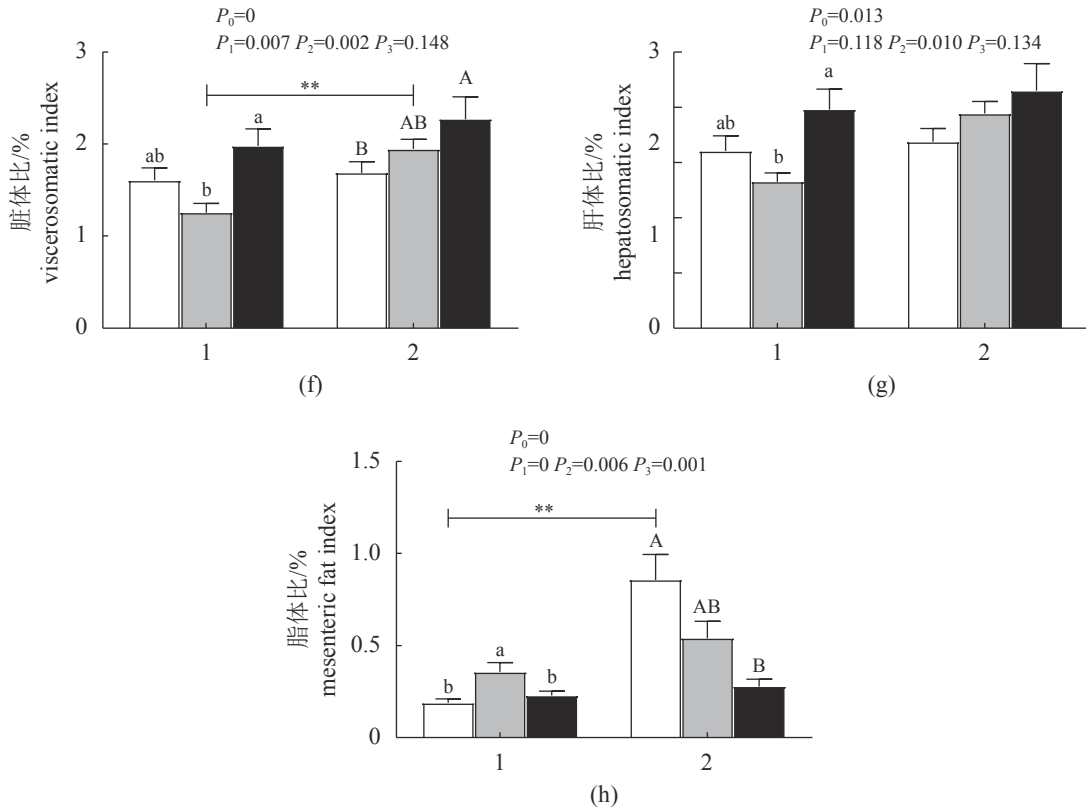 P₀=0
P₁=0.007 P₂=0.002 P₃=0.148
3
2
1
0
脏体比/%
viscerosomatic index
ab
b
a
**
B
AB
A
1
2
(f)
P₀=0.013
P₁=0.118 P₂=0.010 P₃=0.134
3
2
1
0
肝体比/%
hepatosomatic index
ab
b
a
1
2
(g)
P₀=0
P₁=0 P₂=0.006 P₃=0.001
1.5
1.0
0.5
0
脂体比/%
mesenteric fat index
**
b
a
b
A
AB
B
1
2
(h)